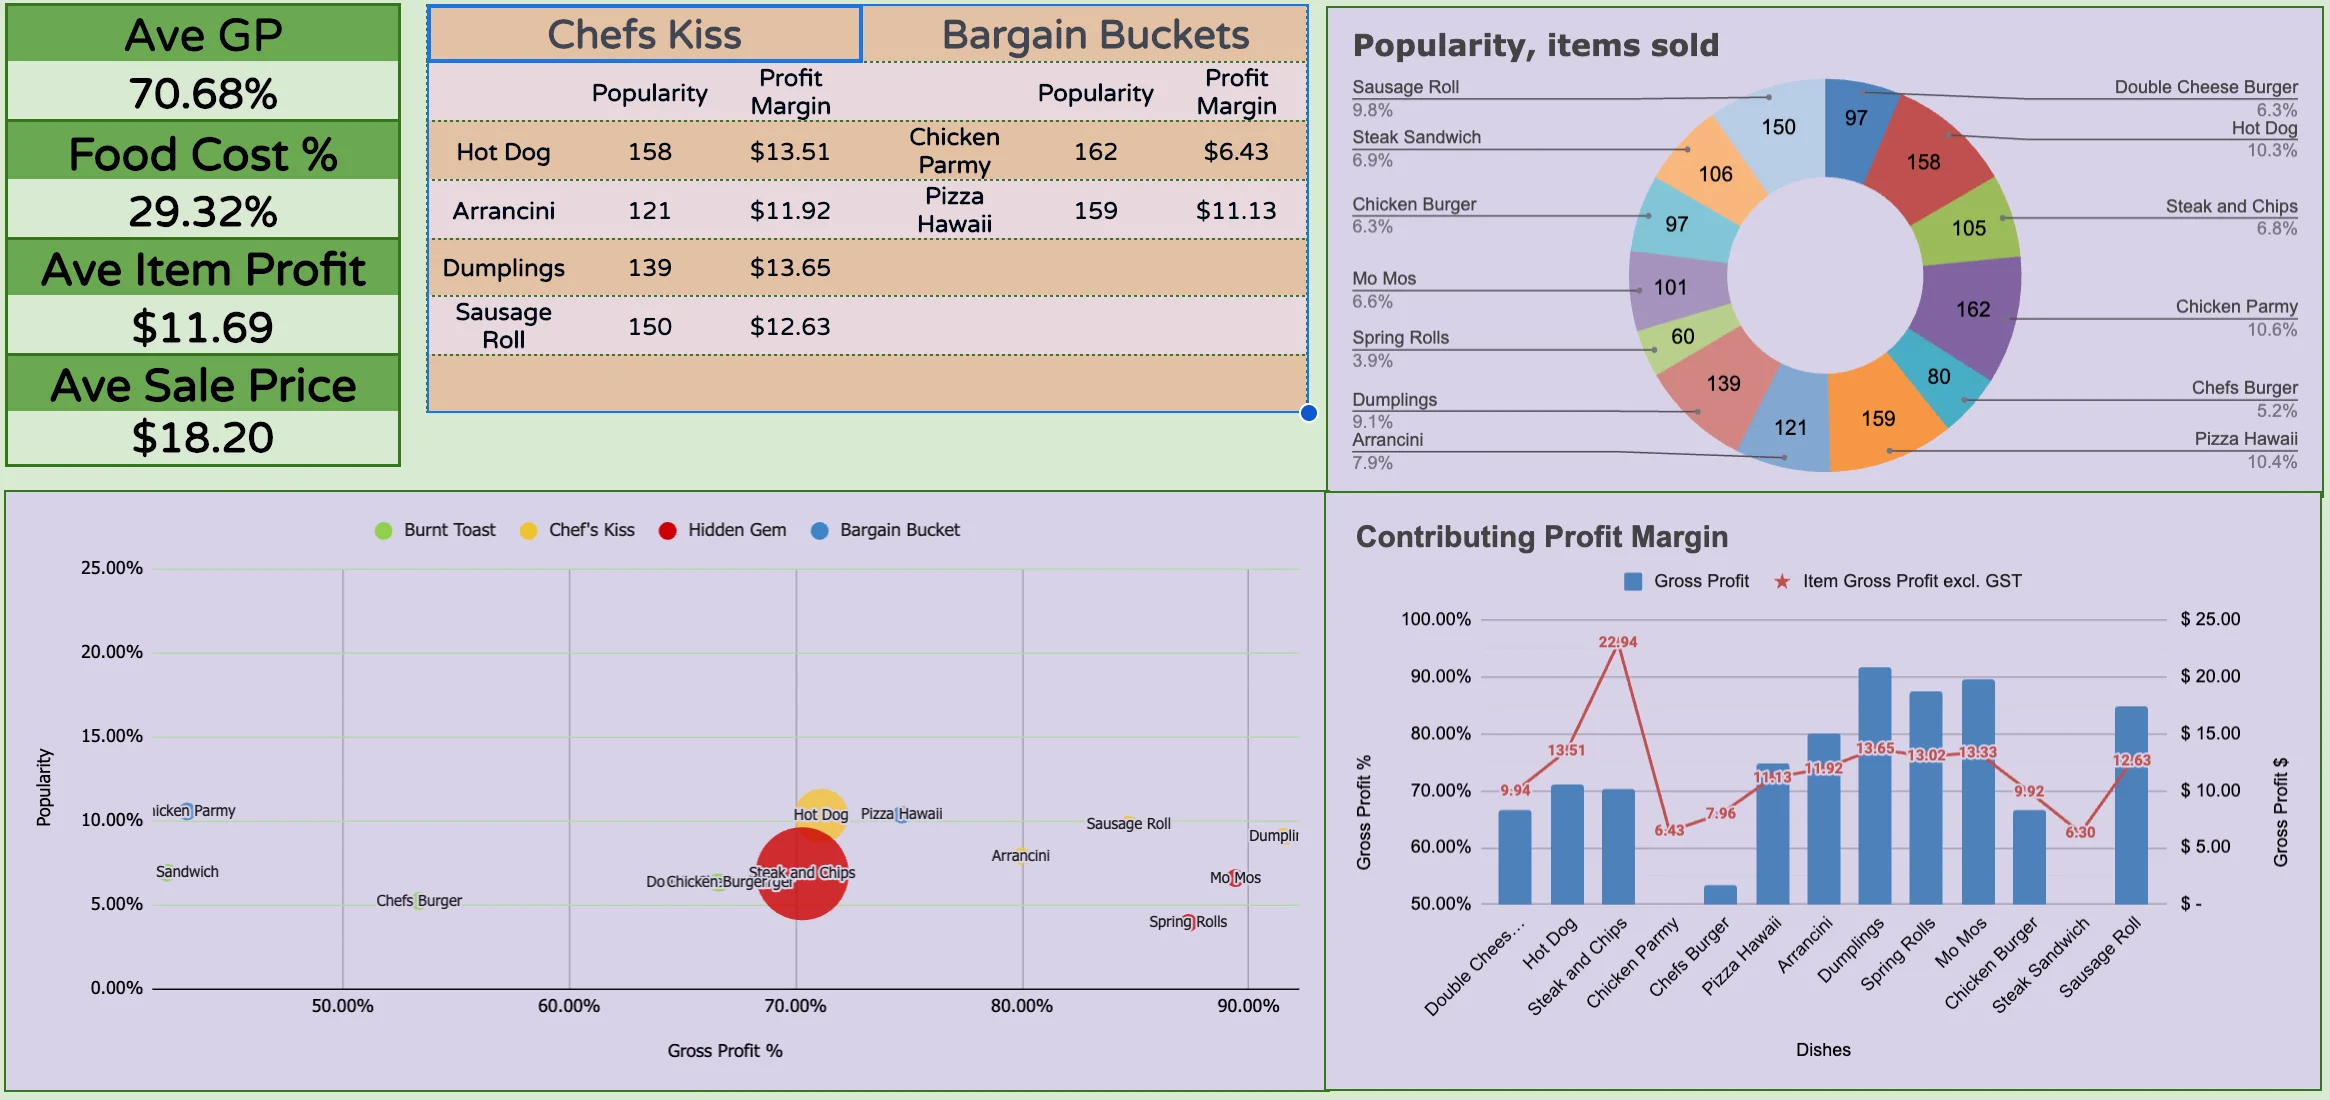 Ave GP
70.68%
Food Cost %
29.32%
Ave Item Profit
$11.69
Ave Sale Price
$18.20
Chefs Kiss
Bargain Buckets
Popularity
Profit
Margin
Popularity
Profit
Margin
Hot Dog 158 $13.51
Chicken
Parmy
162 $6.43
Arrancini 121 $11.92
Pizza
Hawaii
159 $11.13
Dumplings 139 $13.65
Sausage
Roll
150 $12.63
Popularity, items sold
Sausage Roll
9.8%
Steak Sandwich
6.9%
Chicken Burger
6.3%
Mo Mos
6.6%
Spring Rolls
3.9%
Dumplings
9.1%
Arrancini
7.9%
150
97
106
158
97
105
101
162
60
80
139
159
121
Double Cheese Burger
6.3%
Hot Dog
10.3%
Steak and Chips
6.8%
Chicken Parmy
10.6%
Chefs Burger
5.2%
Pizza Hawaii
10.4%
Burnt Toast
Chef's Kiss
Hidden Gem
Bargain Bucket
25.00%
20.00%
15.00%
10.00%
5.00%
0.00%
Popularity
icken Parmy
Sandwich
Chefs Burger
Do
Chicken Burger
ger
Steak and Chips
Hot Dog
Pizza Hawaii
Sausage Roll
Dumplin
Arrancini
Mo Mos
Spring Rolls
50.00%
60.00%
70.00%
80.00%
90.00%
Gross Profit %
Contributing Profit Margin
Gross Profit
Item Gross Profit excl. GST
100.00%
90.00%
80.00%
70.00%
60.00%
50.00%
Gross Profit %
9.94
13.51
22.94
6.43
7.96
11.13
11.92
13.65
13.02
13.33
9.92
6.30
12.63
$ 25.00
$ 20.00
$ 15.00
$ 10.00
$ 5.00
$ -
Gross Profit $
Double Chees...
Hot Dog
Steak and Chips
Chicken Parmy
Chefs Burger
Pizza Hawaii
Arrancini
Dumplings
Spring Rolls
Mo Mos
Chicken Burger
Steak Sandwich
Sausage Roll
Dishes